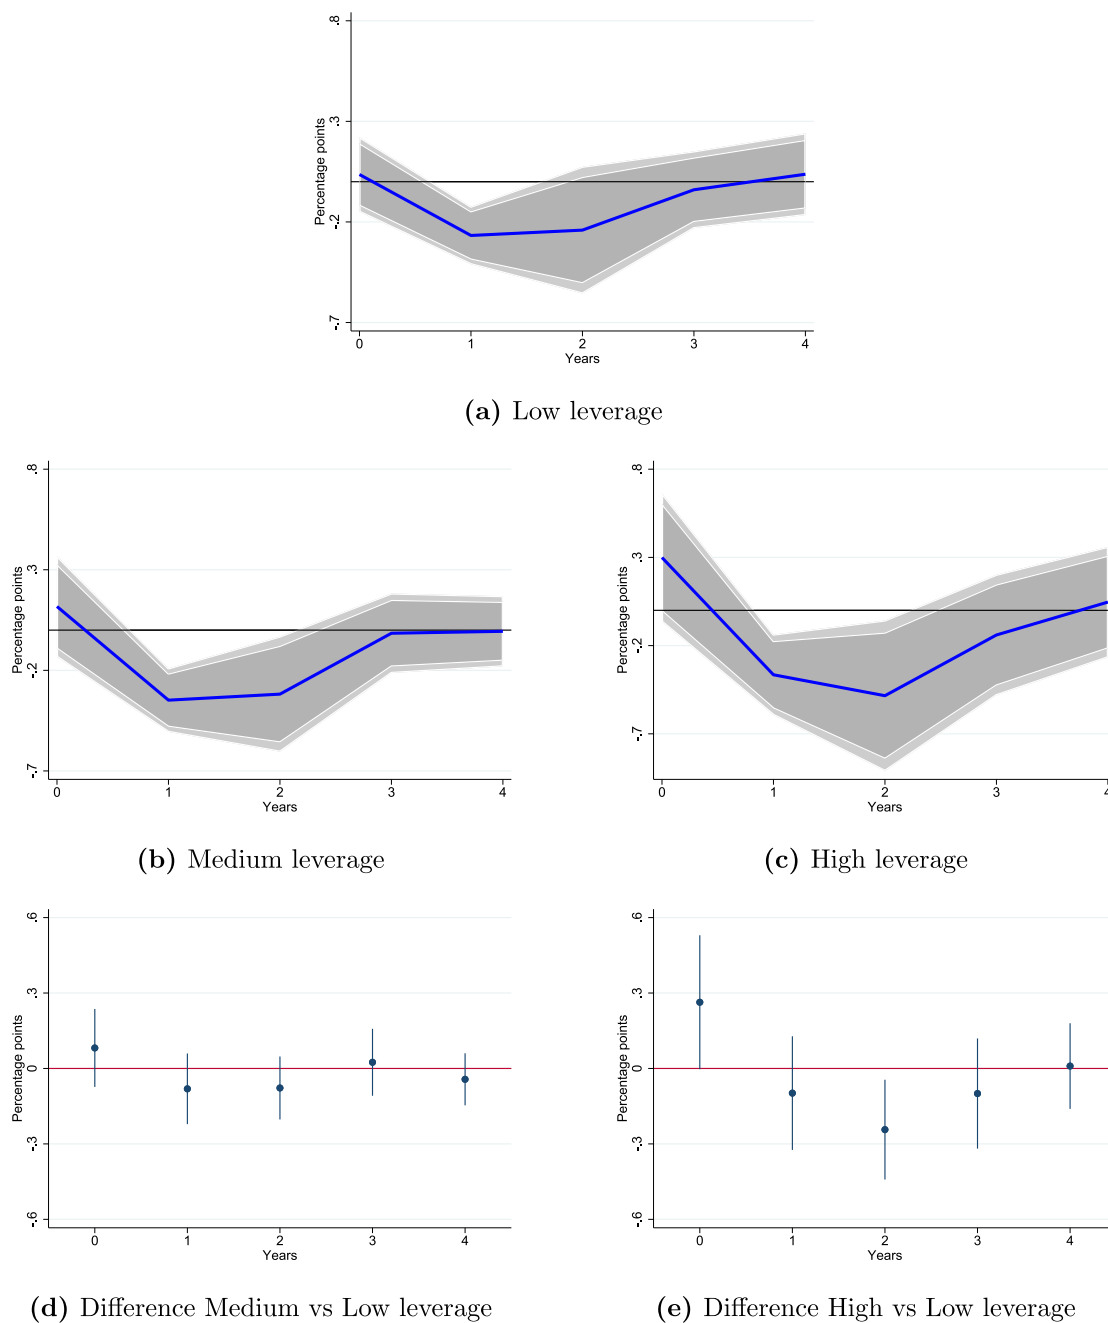 .8
.3
-.2
-.7
Percentage points
0 1 2 3 4
Years
(a) Low leverage
.8
.3
-.2
-.7
Percentage points
0 1 2 3 4
Years
(b) Medium leverage
.8
.3
-.2
-.7
Percentage points
0 1 2 3 4
Years
(c) High leverage
.6
.3
0
-.3
-.6
Percentage points
0 1 2 3 4
Years
(d) Difference Medium vs Low leverage
.6
.3
0
-.3
-.6
Percentage points
0 1 2 3 4
Years
(e) Difference High vs Low leverage